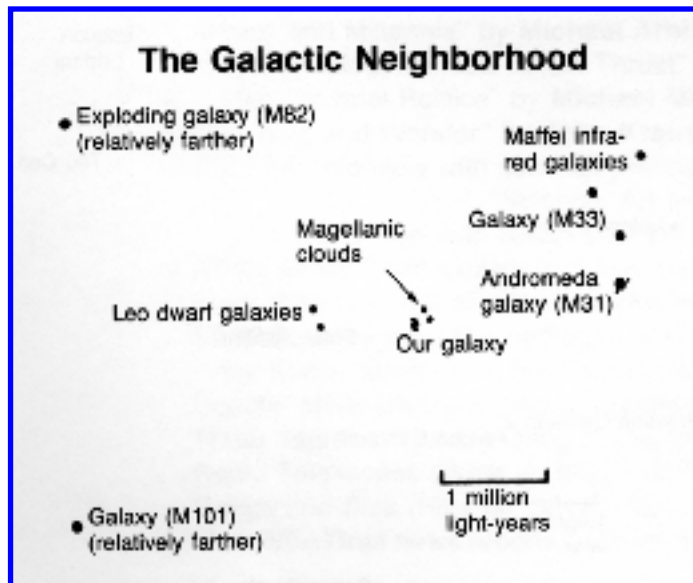 The Galactic Neighborhood
Exploding galaxy (M82)
(relatively farther)
Maffei infra-
red galaxies
Galaxy (M33)
Magellanic
clouds
Andromeda
galaxy (M31)
Leo dwarf galaxies
Our galaxy
1 million
light-years
Galaxy (M101)
(relatively farther)